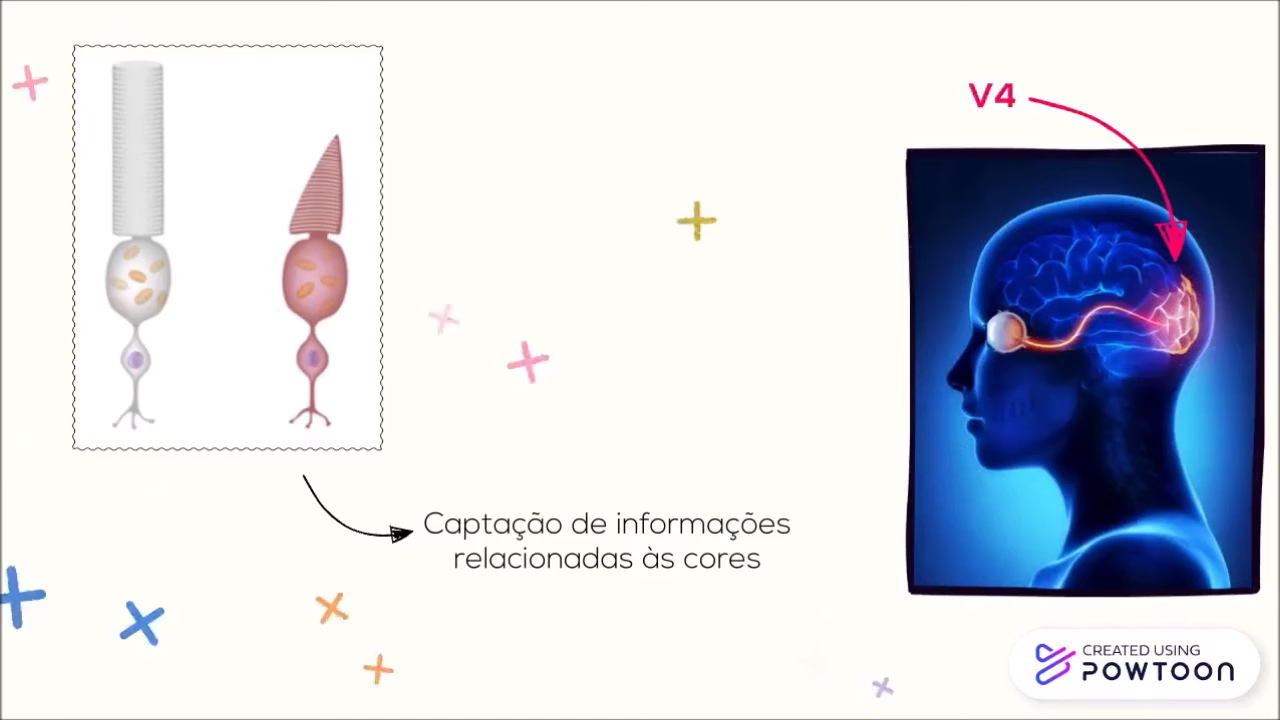 V4
Captação de informações
relacionadas às cores
CREATED USING
POWTOON